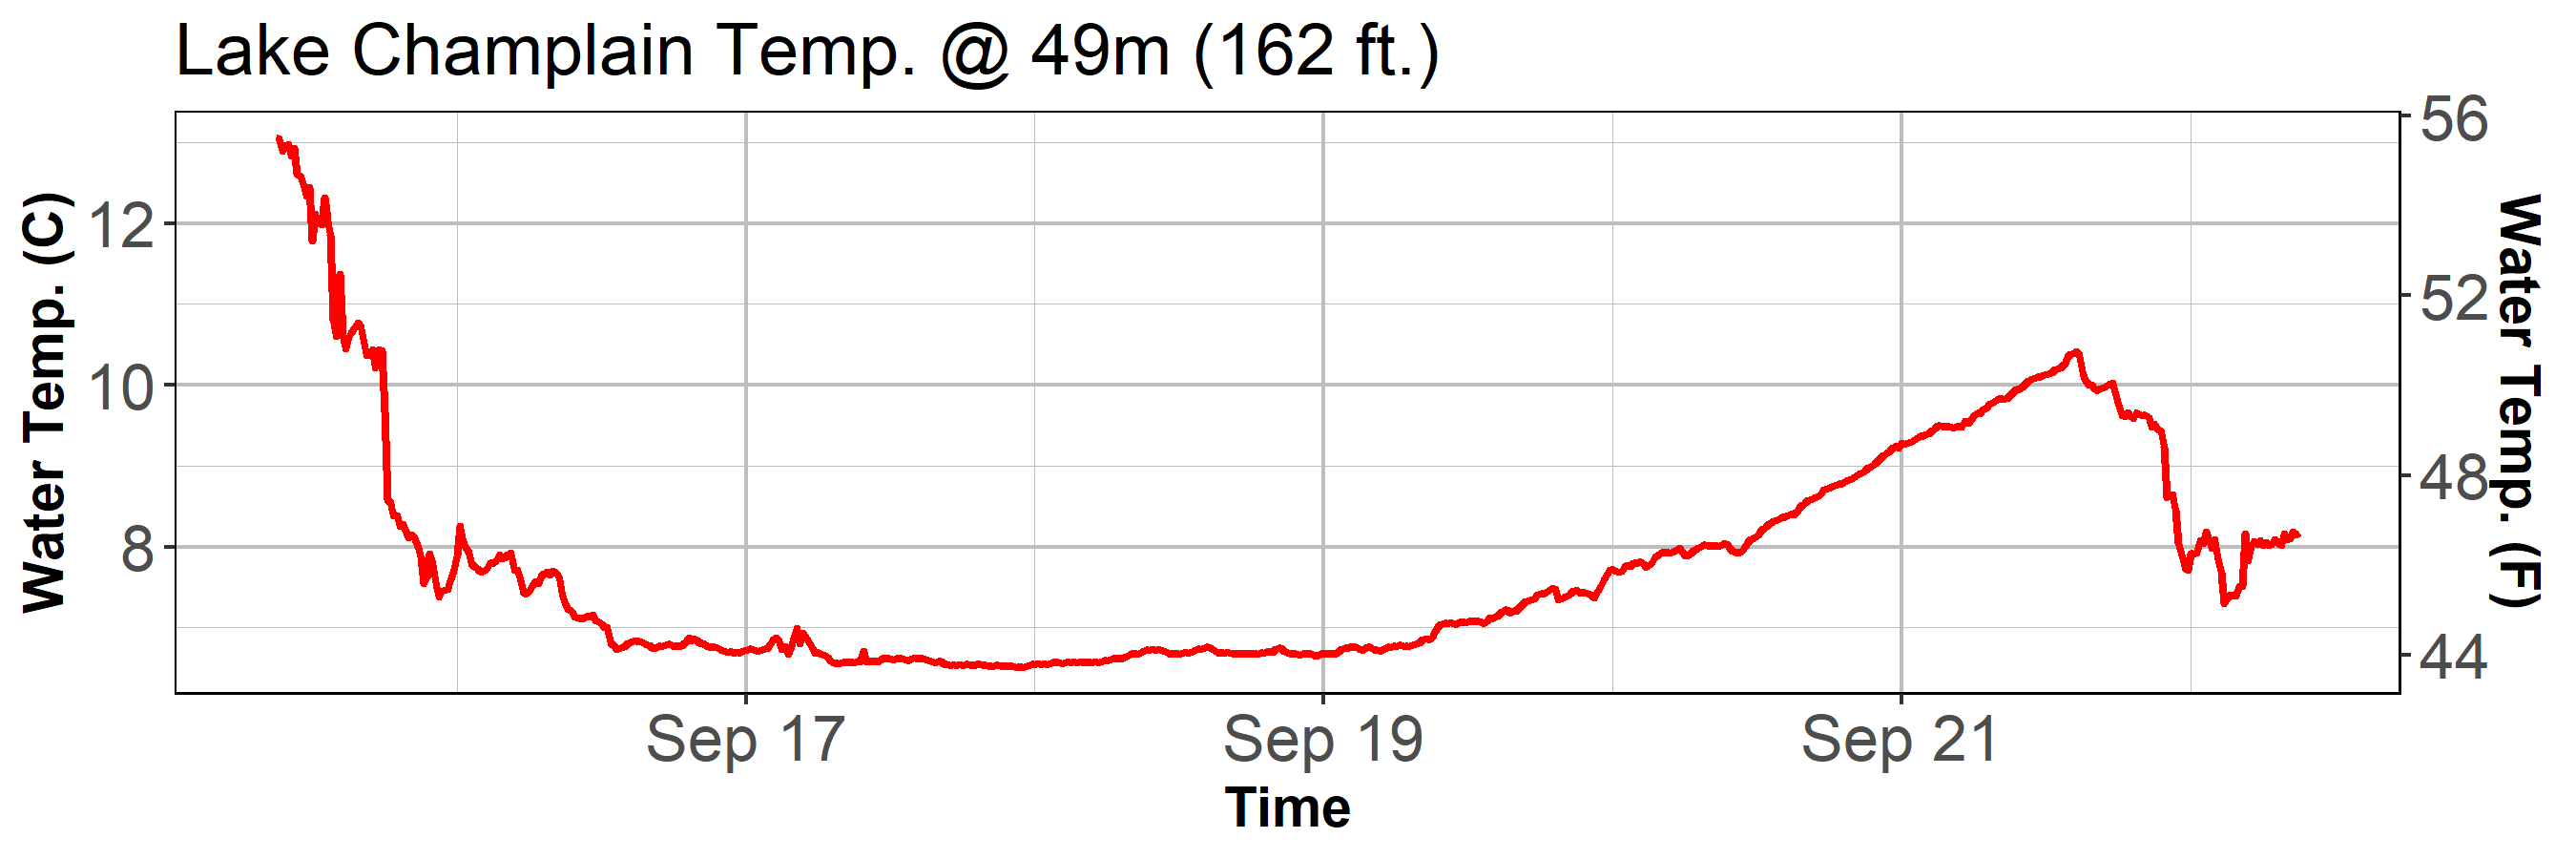 Lake Champlain Temp. @ 49m (162 ft.)
Water Temp. (C)
12
10
8
56
52
48
44
Water Temp. (F)
Sep 17
Sep 19
Sep 21
Time